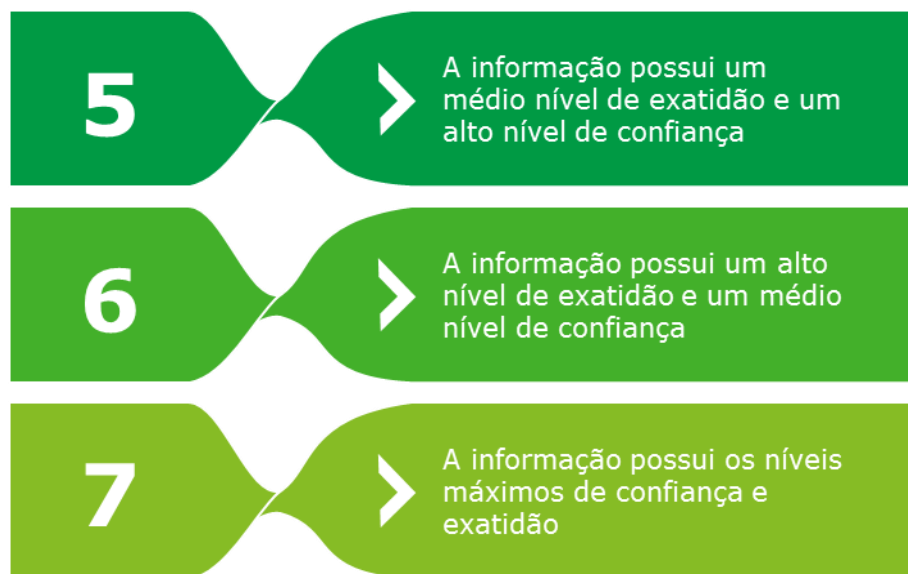 5
A informação possui um
médio nível de exatidão e um
alto nível de confiança
6
A informação possui um alto
nível de exatidão e um médio
nível de confiança
7
A informação possui os níveis
máximos de confiança e
exatidão